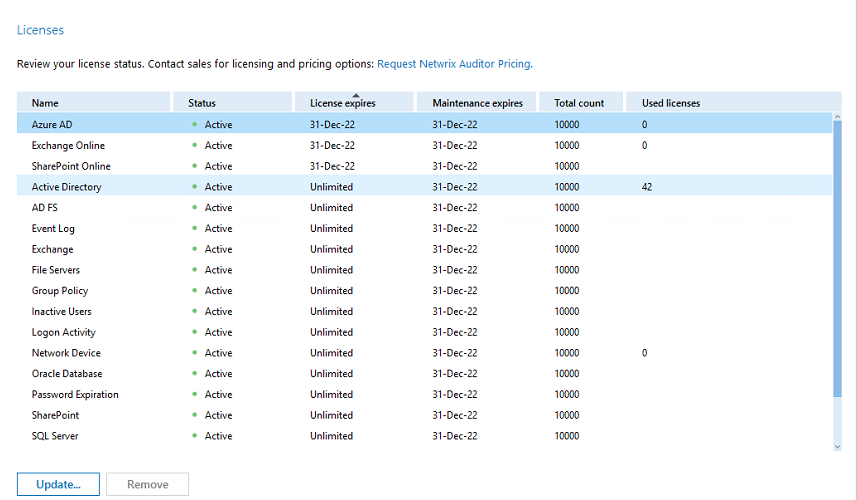 Licenses
Review your license status. Contact sales for licensing and pricing options: Request Netwrix Auditor Pricing.
Name Status License expires Maintenance expires Total count Used licenses
Azure AD Active 31-Dec-22 31-Dec-22 10000 0
Exchange Online Active 31-Dec-22 31-Dec-22 10000 0
SharePoint Online Active 31-Dec-22 31-Dec-22 10000
Active Directory Active Unlimited 31-Dec-22 10000 42
AD FS Active Unlimited 31-Dec-22 10000
Event Log Active Unlimited 31-Dec-22 10000
Exchange Active Unlimited 31-Dec-22 10000
File Servers Active Unlimited 31-Dec-22 10000
Group Policy Active Unlimited 31-Dec-22 10000
Inactive Users Active Unlimited 31-Dec-22 10000
Logon Activity Active Unlimited 31-Dec-22 10000
Network Device Active Unlimited 31-Dec-22 10000 0
Oracle Database Active Unlimited 31-Dec-22 10000
Password Expiration Active Unlimited 31-Dec-22 10000
SharePoint Active Unlimited 31-Dec-22 10000
SQL Server Active Unlimited 31-Dec-22 10000
Update... Remove